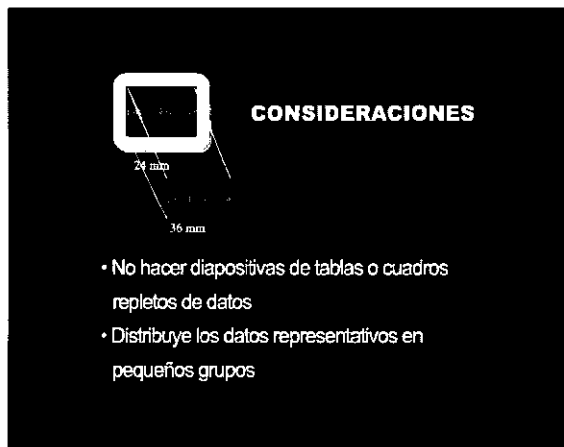 CONSIDERACIONES
24 mm
36 mm
• No hacer diapositivas de tablas o cuadros
repletos de datos
• Distribuye los datos representativos en
pequeños grupos